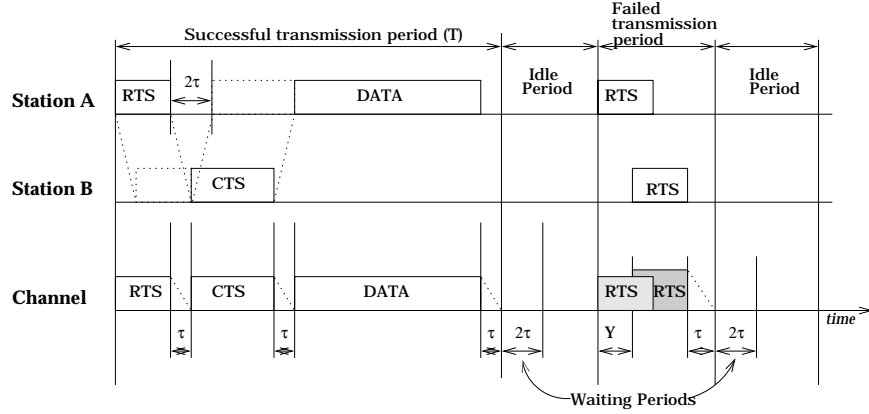 Successful transmission period (T)
Failed
transmission
period
Idle
Period
Idle
Period
Station A
RTS
2τ
DATA
RTS
Station B
CTS
RTS
Channel
RTS
CTS
DATA
RTS
RTS
time
τ
τ
τ
2τ
Y
τ
2τ
Waiting Periods